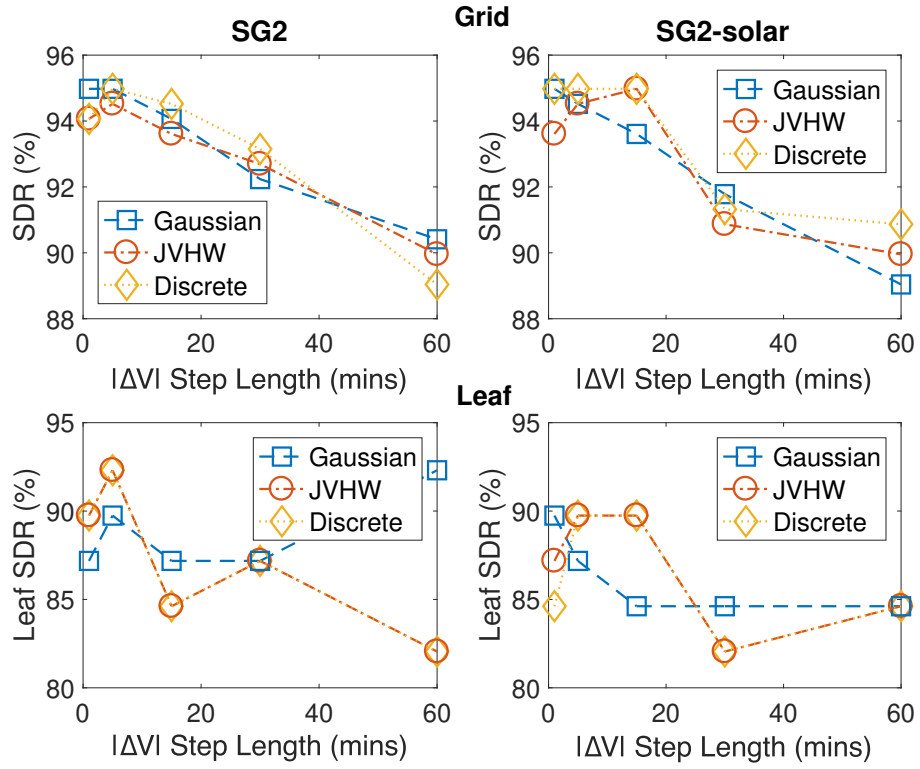 Grid
SG2
SG2-solar
96
94
92
90
88
SDR (%)
Gaussian
JVHW
Discrete
0
20
40
60
|ΔV| Step Length (mins)
96
94
92
90
88
SDR (%)
Gaussian
JVHW
Discrete
0
20
40
60
|ΔV| Step Length (mins)
Leaf
95
90
85
80
Leaf SDR (%)
Gaussian
JVHW
Discrete
0
20
40
60
|ΔV| Step Length (mins)
95
90
85
80
Leaf SDR (%)
Gaussian
JVHW
Discrete
0
20
40
60
|ΔV| Step Length (mins)